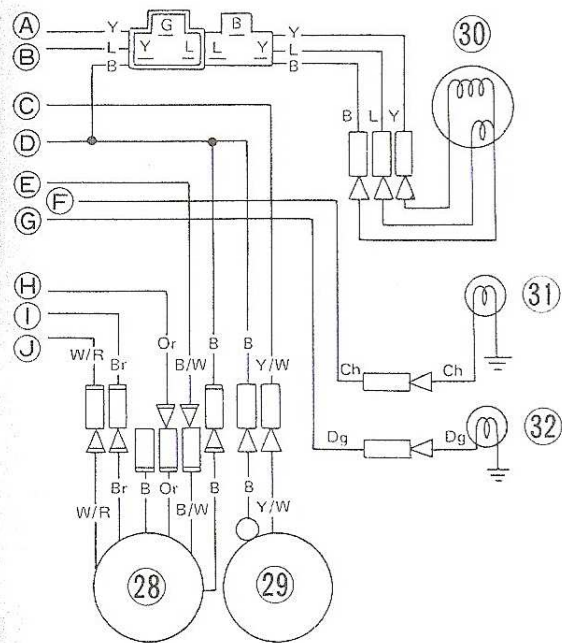 A Y G B
B L Y L L Y Y
B L
B
30
C
B L Y
D
E
F
G
H
31
I
J W/R Br Or B/W B B Y/W
Ch Ch
32
Dg Dg
W/R Br B Or B/W B B Y/W
28 29